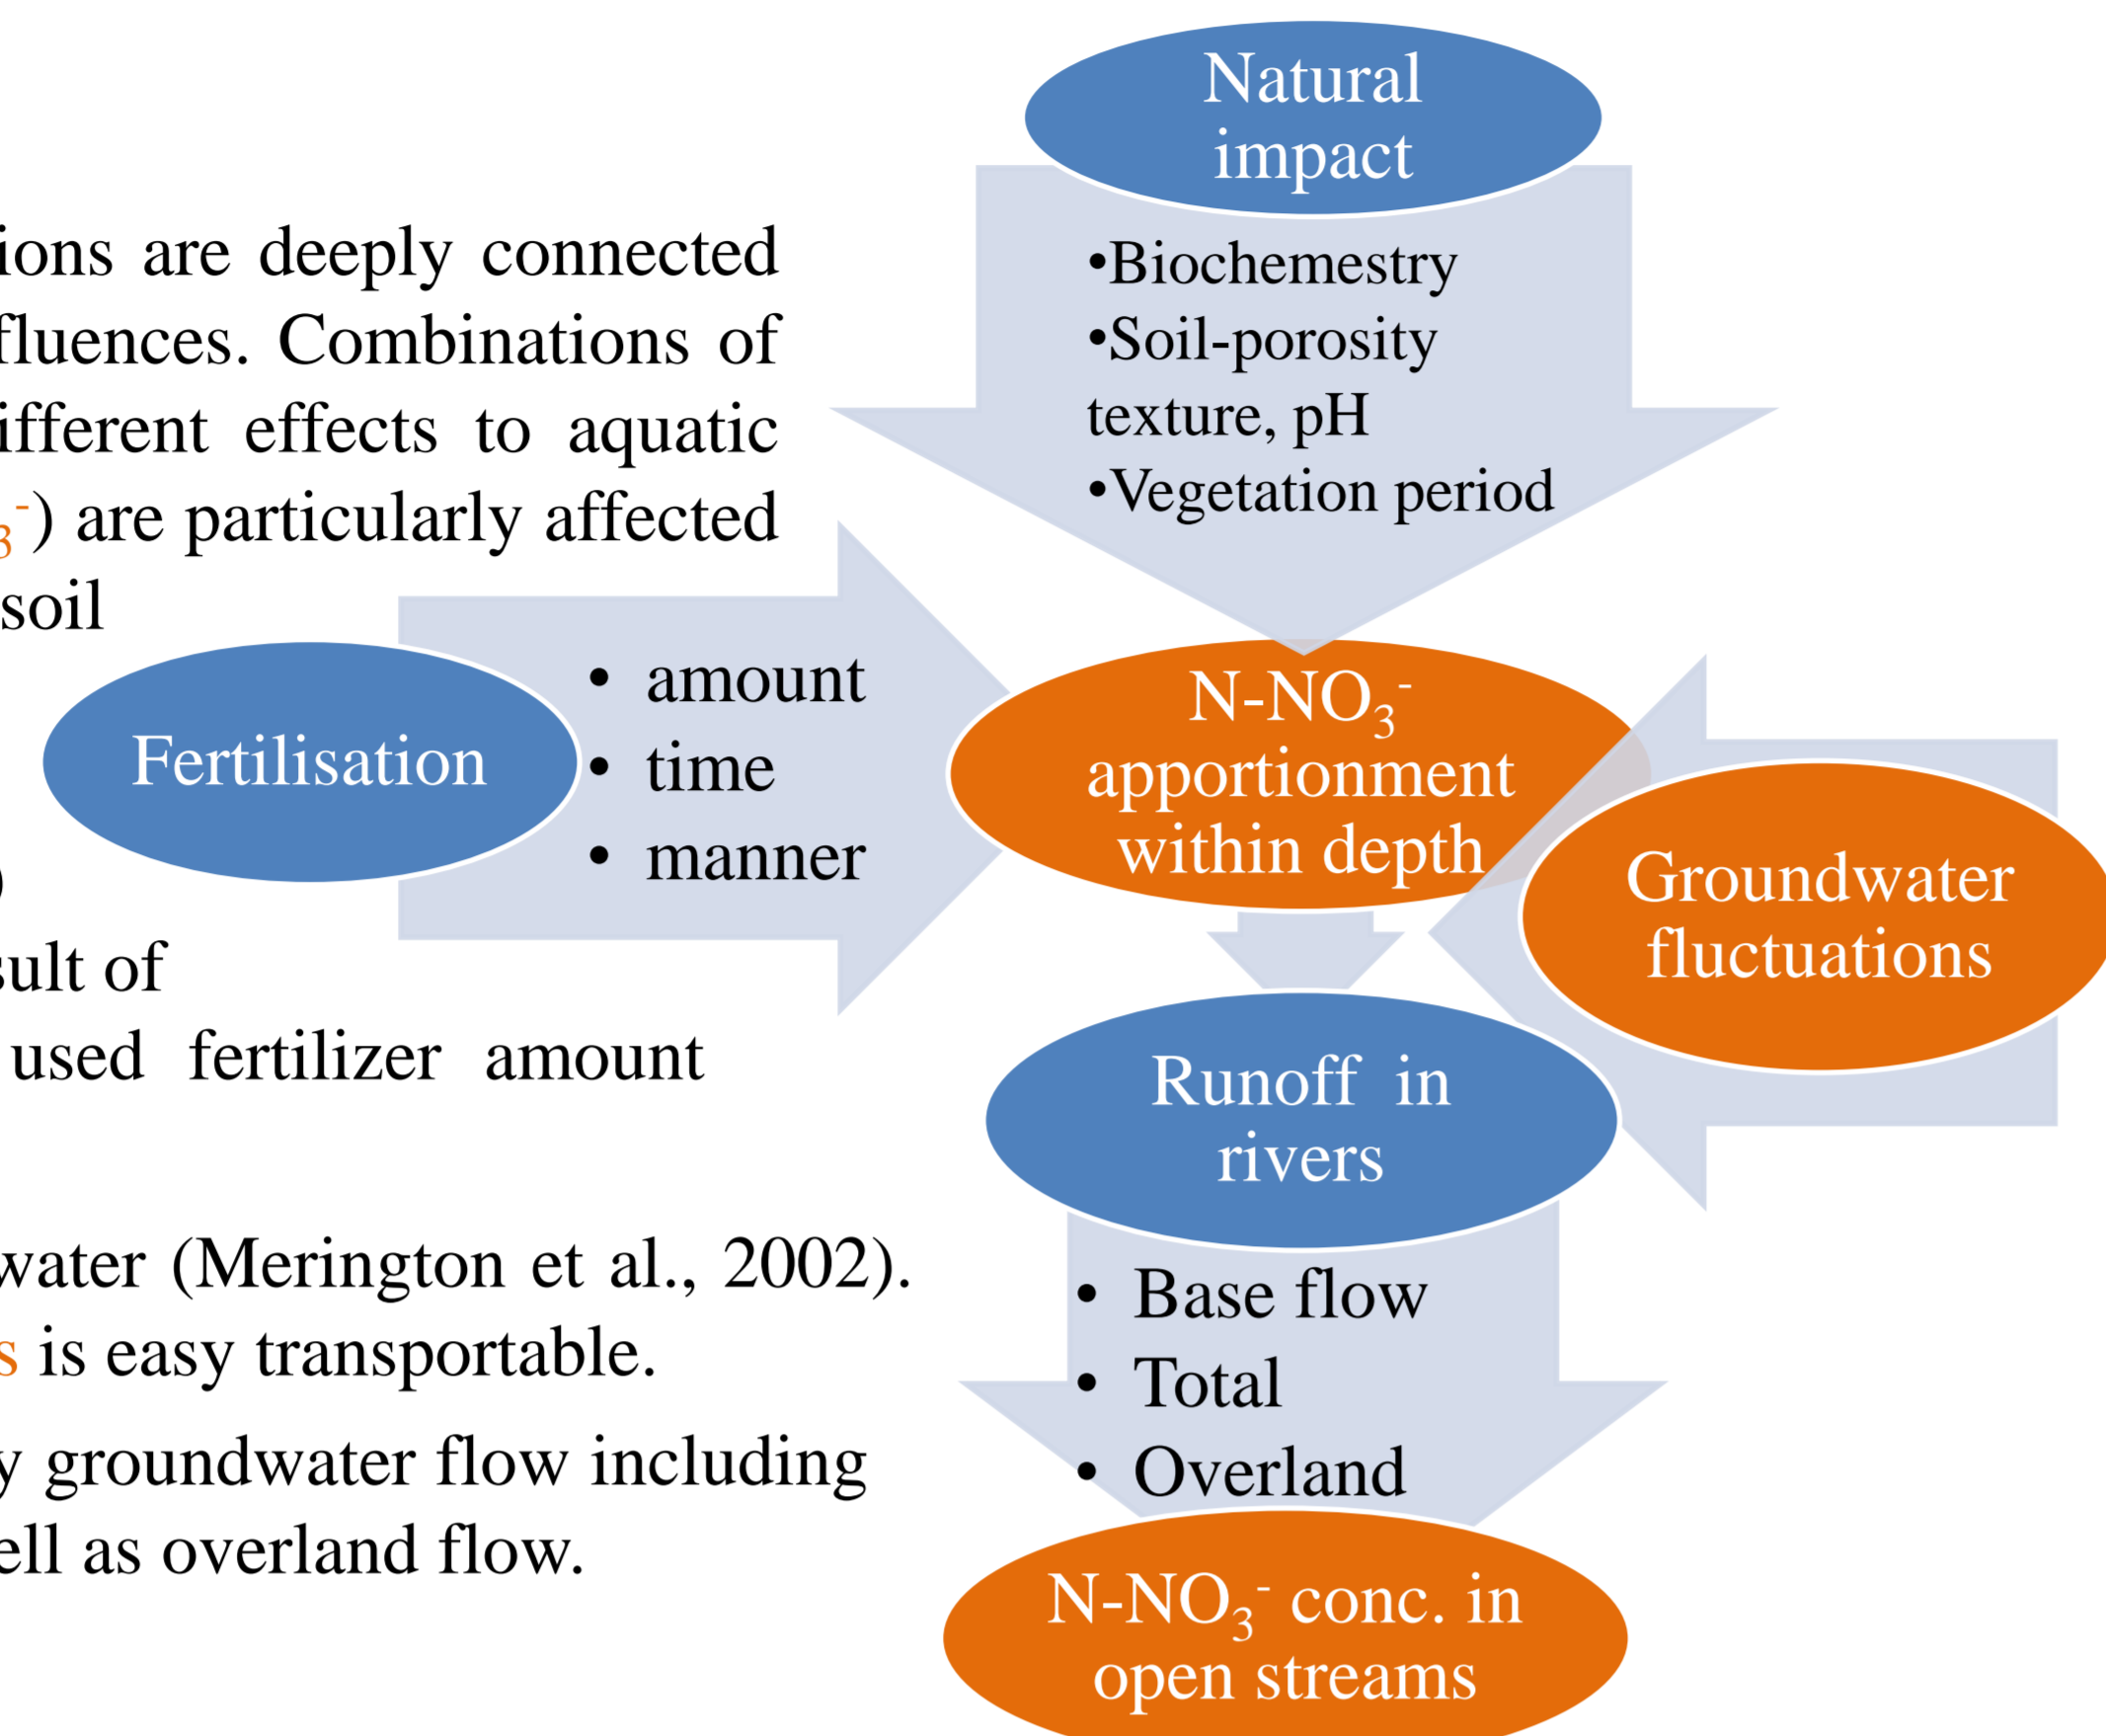 ions are deeply connected
fluences. Combinations of
ifferent effects to aquatic
3-) are particularly affected
soil
)
sult of
used fertilizer amount
water (Merington et al., 2002).
s is easy transportable.
y groundwater flow including
ell as overland flow.
Natural
impact
•Biochemestry
•Soil-porosity
texture, pH
•Vegetation period
Fertilisation
• amount
• time
• manner
N-NO3-
apportionment
within depth
Groundwater
fluctuations
Runoff in
rivers
• Base flow
• Total
• Overland
N-NO3- conc. in
open streams